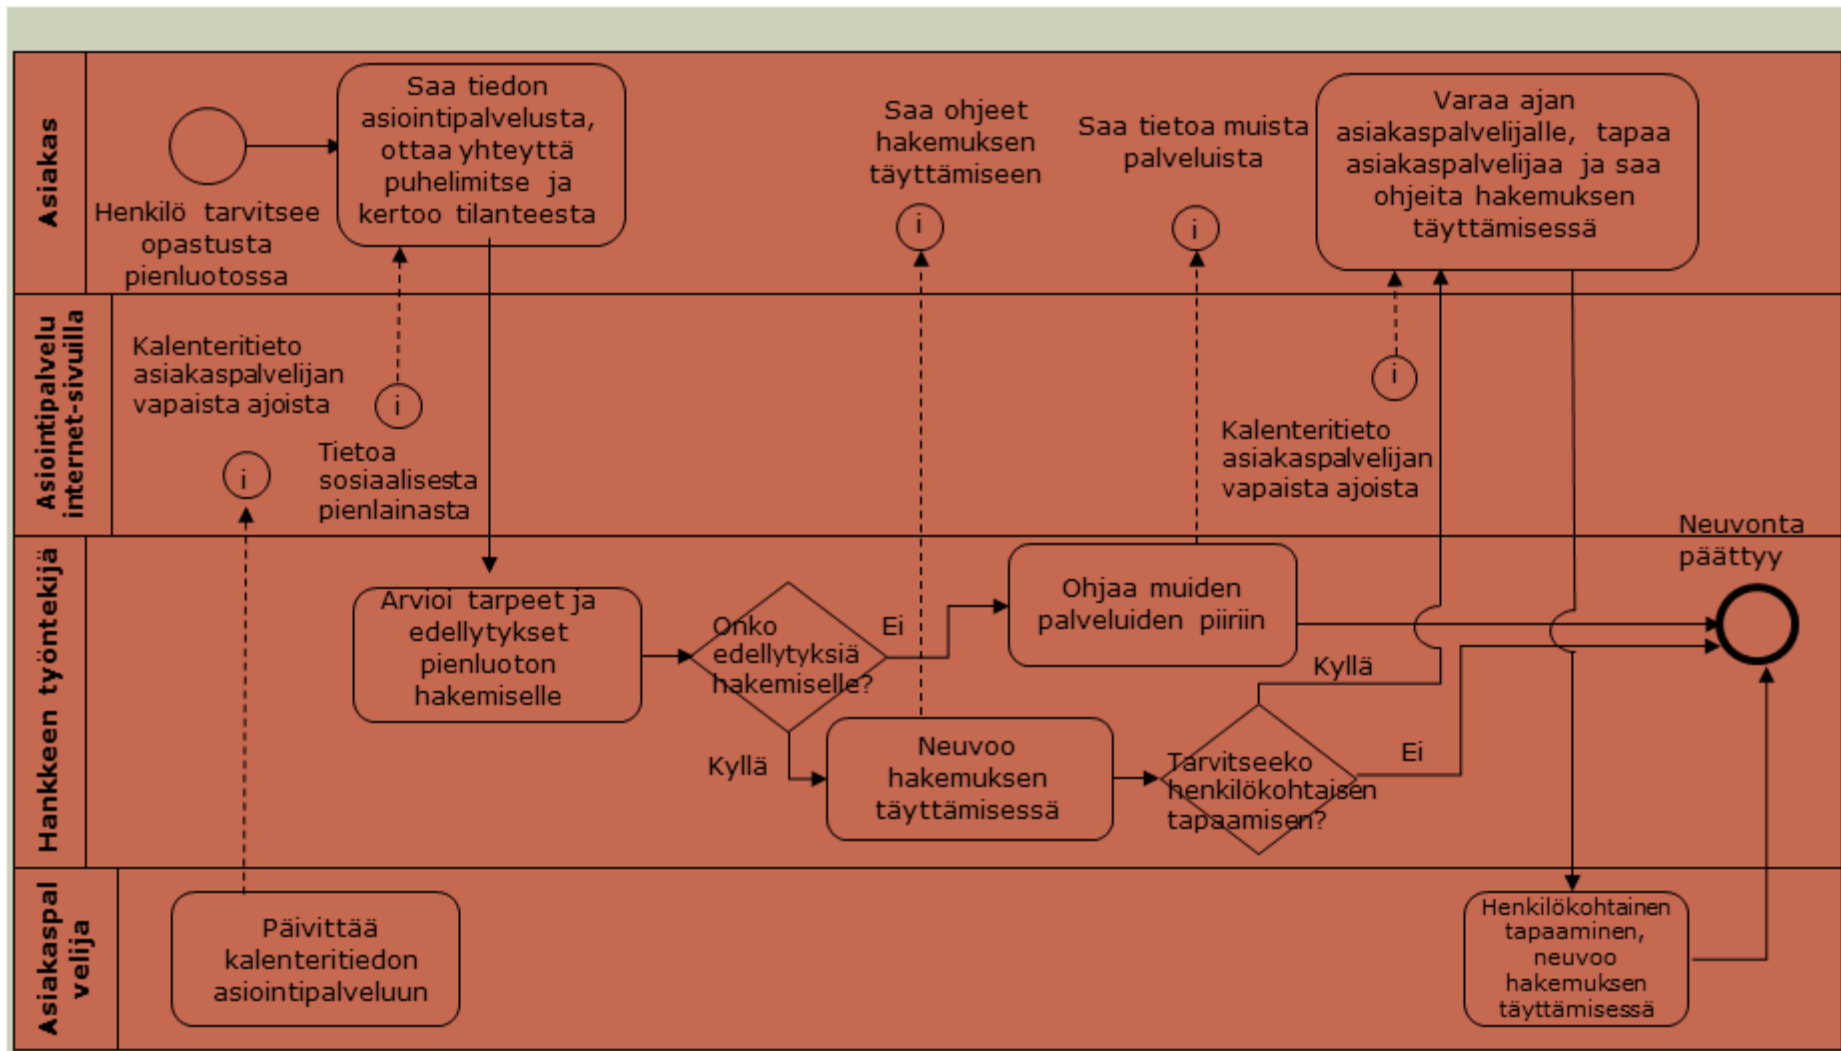 Asiakas
Henkilö tarvitsee
opastusta
pienluotossa
Saa tiedon
asiointipalvelusta,
ottaa yhteyttä
puhelimitse ja
kertoo tilanteesta
Saa ohjeet
hakemuksen
täyttämiseen
i
Saa tietoa muista
palveluista
i
Varaa ajan
asiakaspalvelijalle, tapaa
asiakaspalvelijaa ja saa
ohjeita hakemuksen
täyttämisessä
Asiointipalvelu
internet-sivuilla
Kalenteritieto
asiakaspalvelijan
vapaista ajoista
i
i
Tietoa
sosiaalisesta
pienlainasta
i
Kalenteritieto
asiakaspalvelijan
vapaista ajoista
Hankkeen työntekijä
Arvioi tarpeet ja
edellytykset
pienluoton
hakemiselle
Onko
edellytyksiä
hakemiselle?
Ei
Kyllä
Ohjaa muiden
palveluiden piiriin
Neuvoo
hakemuksen
täyttämisessä
Tarvitseeko
henkilökohtaisen
tapaamisen?
Kyllä
Ei
Neuvonta
päättyy
Asiakaspal
velija
Päivittää
kalenteritiedon
asiointipalveluun
Henkilökohtainen
tapaaminen,
neuvoo
hakemuksen
täyttämisessä